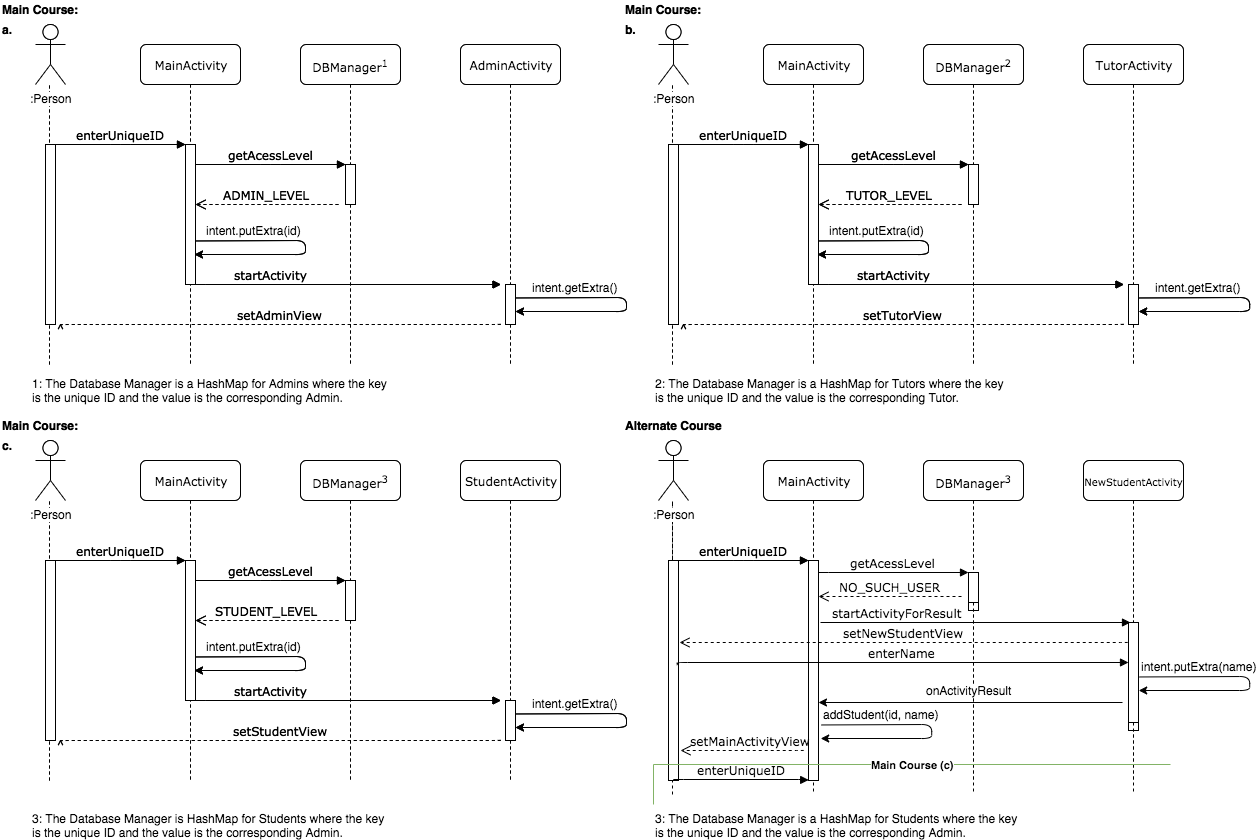 Main Course:
a.
:Person
MainActivity
DBManager1
AdminActivity
enterUniqueID
getAcessLevel
ADMIN_LEVEL
intent.putExtra(id)
startActivity
intent.getExtra()
setAdminView
1: The Database Manager is a HashMap for Admins where the key
is the unique ID and the value is the corresponding Admin.
Main Course:
b.
:Person
MainActivity
DBManager2
TutorActivity
enterUniqueID
getAcessLevel
TUTOR_LEVEL
intent.putExtra(id)
startActivity
intent.getExtra()
setTutorView
2: The Database Manager is a HashMap for Tutors where the key
is the unique ID and the value is the corresponding Tutor.
Main Course:
c.
:Person
MainActivity
DBManager3
StudentActivity
enterUniqueID
getAcessLevel
STUDENT_LEVEL
intent.putExtra(id)
startActivity
intent.getExtra()
setStudentView
3: The Database Manager is HashMap for Students where the key
is the unique ID and the value is the corresponding Admin.
Alternate Course
:Person
MainActivity
DBManager3
NewStudentActivity
enterUniqueID
getAcessLevel
NO_SUCH_USER
startActivityForResult
setNewStudentView
enterName
intent.putExtra(name)
onActivityResult
addStudent(id, name)
setMainActivityView
Main Course (c)
enterUniqueID
3: The Database Manager is a HashMap for Students where the key
is the unique ID and the value is the corresponding Admin.